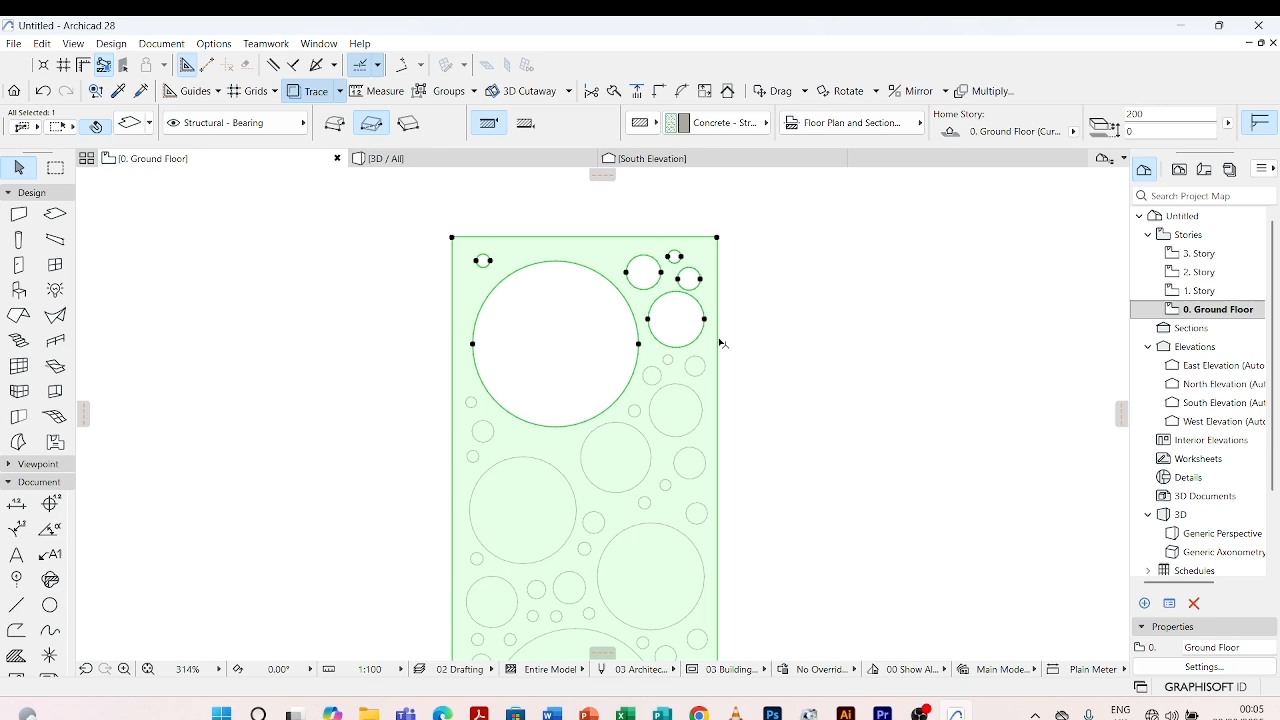 Untitled - Archicad 28
File Edit View Design Document Options Teamwork Window Help
Guides Grids Trace Measure Groups 3D Cutaway Drag Rotate Mirror Multiply...
All Selected: 1
Structural - Bearing
Concrete - Str...
Floor Plan and Section...
Home Story:
0. Ground Floor (Cur...
200
0
[0. Ground Floor]
[3D / All]
[South Elevation]
Search Project Map
Design
Untitled
Stories
3. Story
2. Story
1. Story
0. Ground Floor
Sections
Elevations
East Elevation (Auto
North Elevation (Aut
South Elevation (Aut
West Elevation (Auto
Interior Elevations
Worksheets
Details
3D Documents
3D
Generic Perspective
Generic Axonometry
Schedules
Viewpoint
Document
Properties
0. Ground Floor
Settings...
314% 0.00° 1:100 02 Drafting Entire Model 03 Architec... 03 Building... No Overrid... 00 Show Al... Main Mode... Plain Meter
GRAPHISOFT ID
ENG
00:05